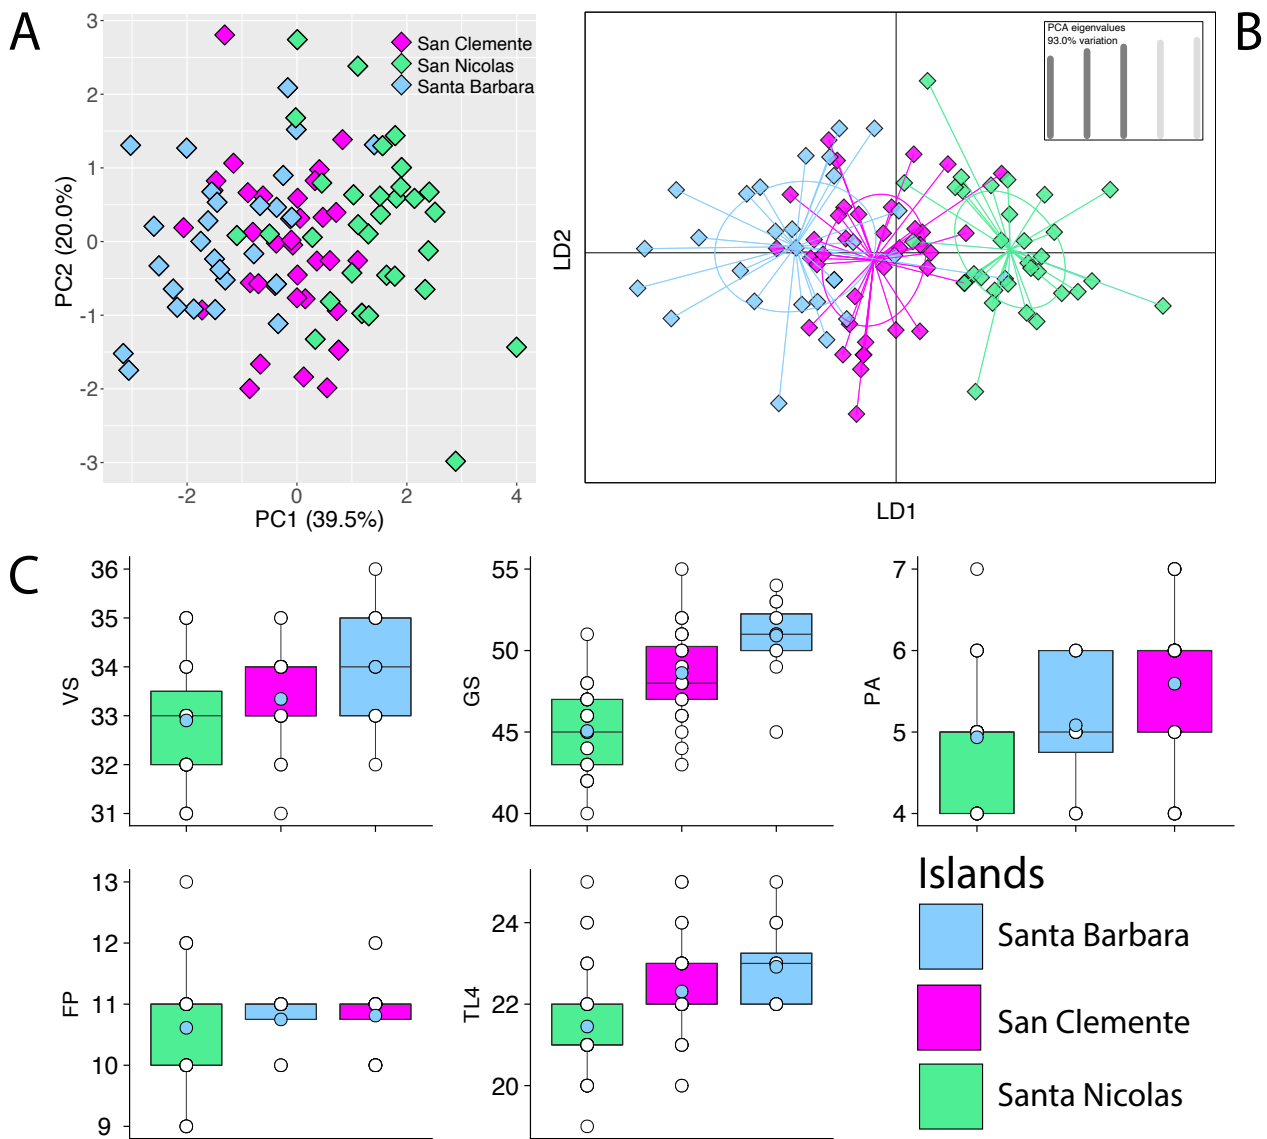 A
3
2
1
0
-1
-2
-3
PC2 (20.0%)
-2 0 2 4
PC1 (39.5%)
San Clemente
San Nicolas
Santa Barbara
B
PCA eigenvalues
93.0% variation
LD2
LD1
C
VS
36
35
34
33
32
31
GS
55
50
45
40
PA
7
6
5
4
FP
13
12
11
10
9
TL4
24
22
20
Islands
Santa Barbara
San Clemente
Santa Nicolas